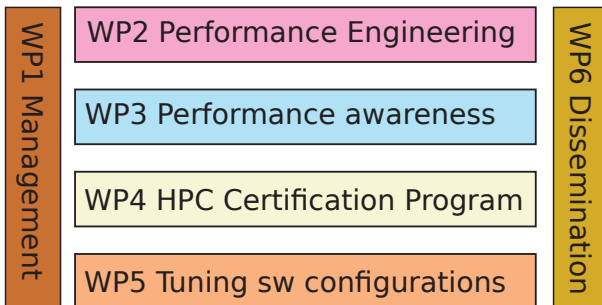 WP1 Management
WP2 Performance Engineering
WP3 Performance awareness
WP4 HPC Certification Program
WP5 Tuning sw configurations
WP6 Dissemination